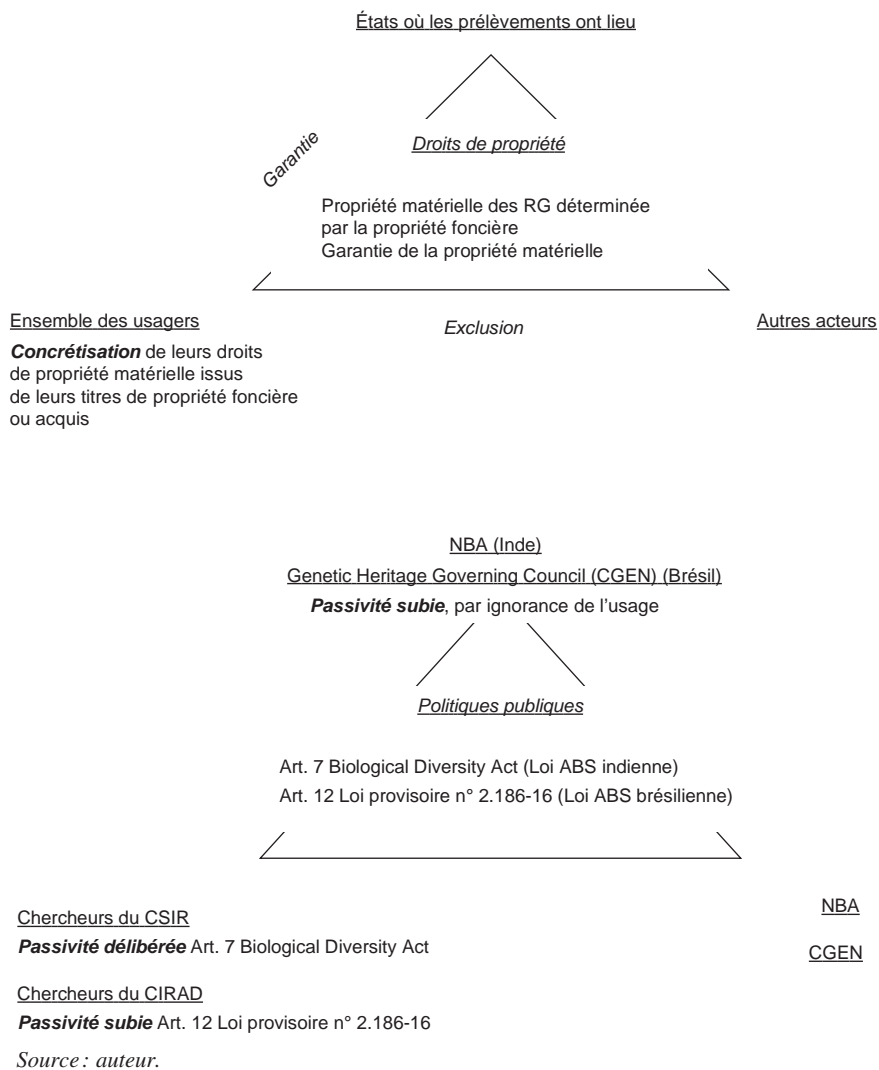 États où les prélèvements ont lieu
Garantie
Droits de propriété
Propriété matérielle des RG déterminée
par la propriété foncière
Garantie de la propriété matérielle
Ensemble des usagers
Exclusion
Autres acteurs
Concrétisation de leurs droits
de propriété matérielle issus
de leurs titres de propriété foncière
ou acquis
NBA (Inde)
Genetic Heritage Governing Council (CGEN) (Brésil)
Passivité subie, par ignorance de l'usage
Politiques publiques
Art. 7 Biological Diversity Act (Loi ABS indienne)
Art. 12 Loi provisoire n° 2.186-16 (Loi ABS brésilienne)
Chercheurs du CSIR
NBA
Passivité délibérée Art. 7 Biological Diversity Act
CGEN
Chercheurs du CIRAD
Passivité subie Art. 12 Loi provisoire n° 2.186-16
Source : auteur.